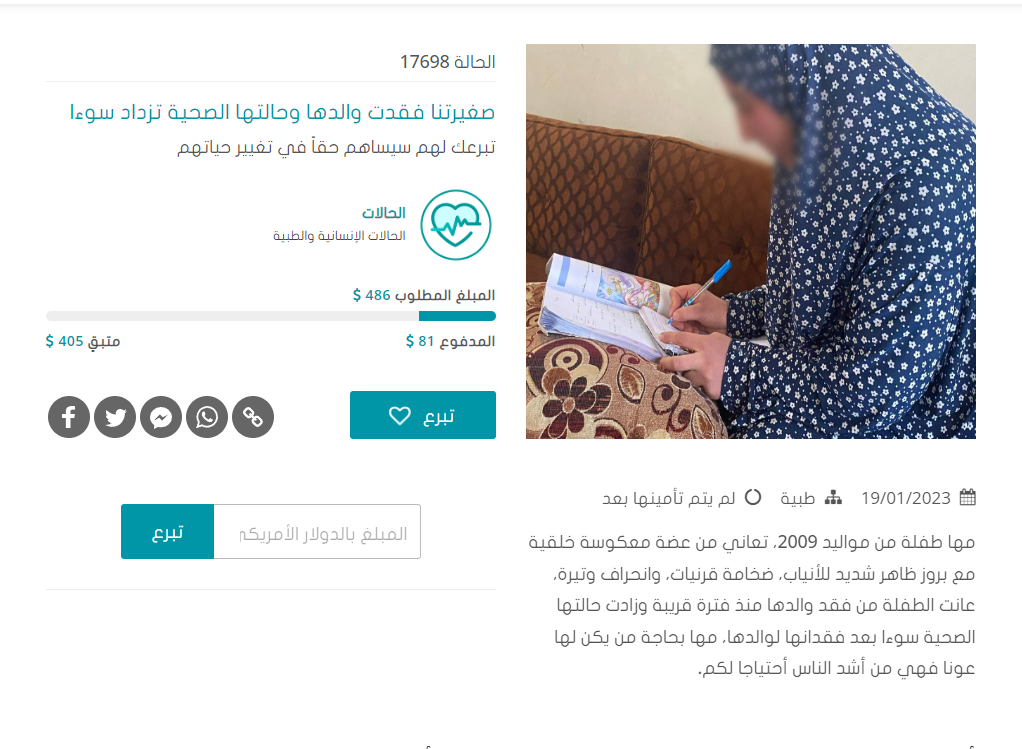 الحالة 17698
صغيرتنا فقدت والدها وحالتها الصحية تزداد سوءا
تبرعك لهم سيساهم حقاً في تغيير حياتهم
الحالات
الحالات الإنسانية والطبية
المبلغ المطلوب 486 $
المدفوع 81 $
متبقٍ 405 $
تبرع
المبلغ بالدولار الأمريكي
تبرع
19/01/2023 طبية لم يتم تأمينها بعد
مها طفلة من مواليد 2009، تعاني من عضة معكوسة خلقية
مع بروز ظاهر شديد للأنياب، ضخامة قرنيات، وانحراف وتيرة،
عانت الطفلة من فقد والدها منذ فترة قريبة وزادت حالتها
الصحية سوءا بعد فقدانها لوالدها، مها بحاجة من يكن لها
عونا فهي من أشد الناس أحتياجا لكم.